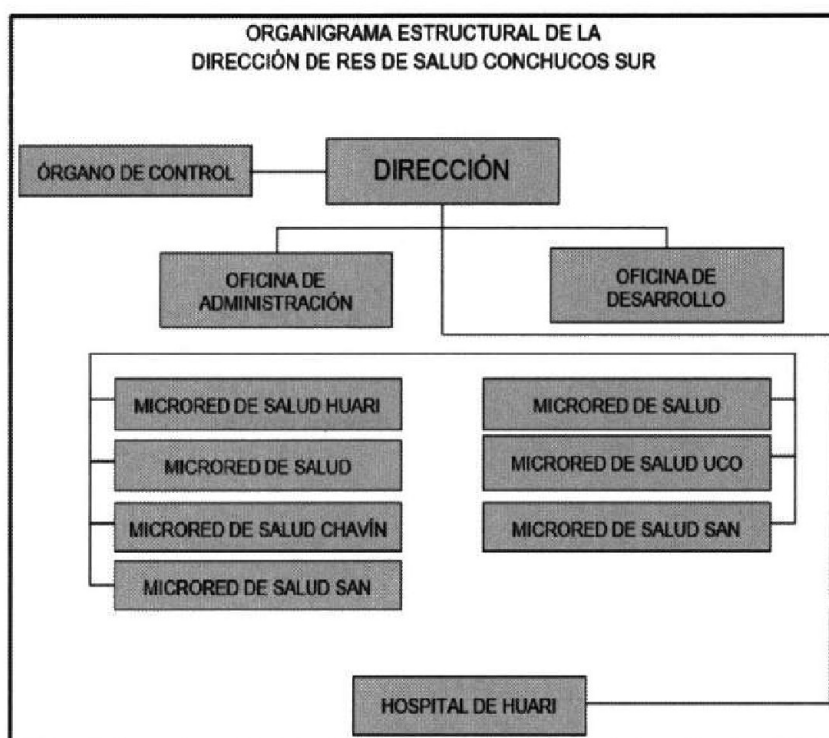 ORGANIGRAMA ESTRUCTURAL DE LA
DIRECCIÓN DE RES DE SALUD CONCHUCOS SUR
ÓRGANO DE CONTROL
DIRECCIÓN
OFICINA DE
ADMINISTRACIÓN
OFICINA DE
DESARROLLO
MICRORED DE SALUD HUARI
MICRORED DE SALUD
MICRORED DE SALUD CHAVÍN
MICRORED DE SALUD SAN
MICRORED DE SALUD
MICRORED DE SALUD UCO
MICRORED DE SALUD SAN
HOSPITAL DE HUARI